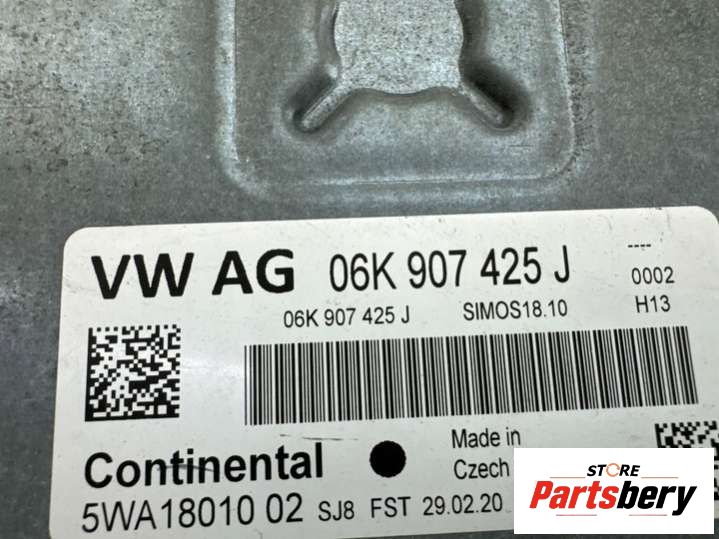 VW AG 06K 907 425 J ----
0002
06K 907 425 J SIMOS18.10 H13
Continental Made in
Czech
5WA18010 02 SJ8 FST 29.02.20
STORE
Partsbery